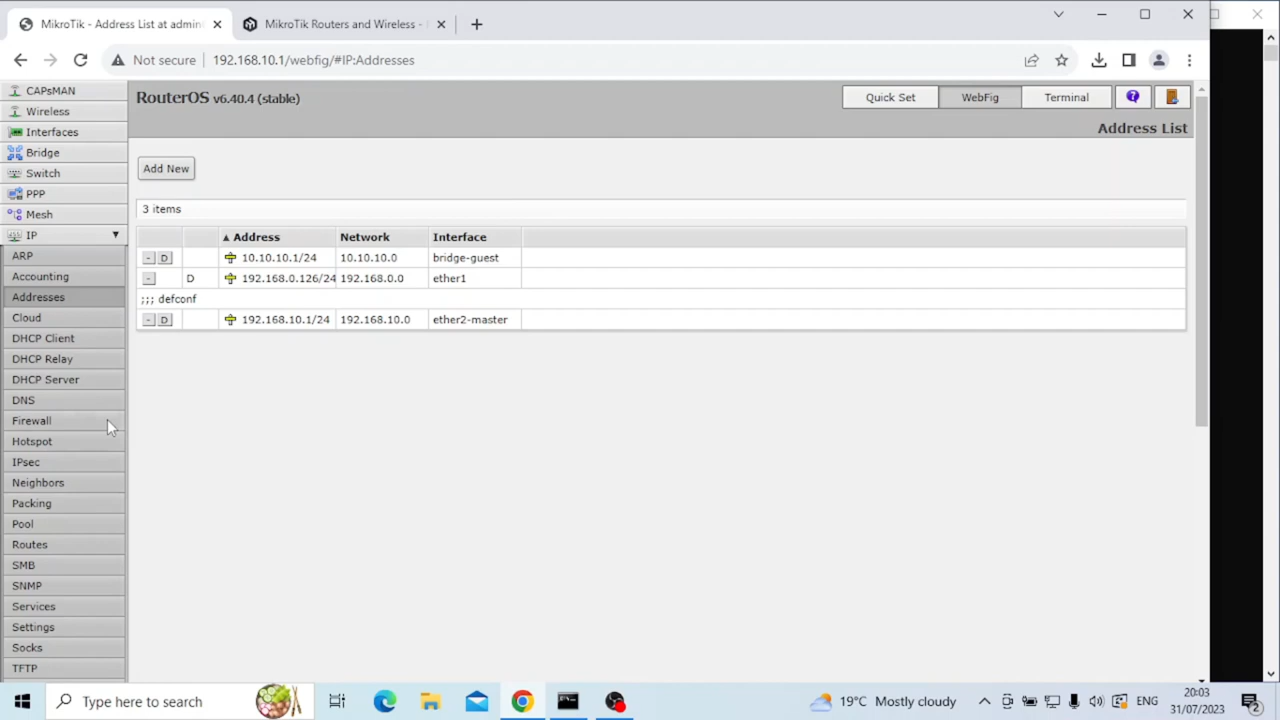 MikroTik - Address List at admin
MikroTik Routers and Wireless -
Not secure
192.168.10.1/webfig/#IP:Addresses
CAPsMAN
Wireless
Interfaces
Bridge
Switch
PPP
Mesh
IP
ARP
Accounting
Addresses
Cloud
DHCP Client
DHCP Relay
DHCP Server
DNS
Firewall
Hotspot
IPsec
Neighbors
Packing
Pool
Routes
SMB
SNMP
Services
Settings
Socks
TFTP
RouterOS v6.40.4 (stable)
Quick Set
WebFig
Terminal
?
Address List
Add New
3 items
▲ Address Network Interface
- D 10.10.10.1/24 10.10.10.0 bridge-guest
- D 192.168.0.126/24 192.168.0.0 ether1
;;; defconf
- D 192.168.10.1/24 192.168.10.0 ether2-master
Type here to search
19°C Mostly cloudy
ENG
20:03
31/07/2023
2